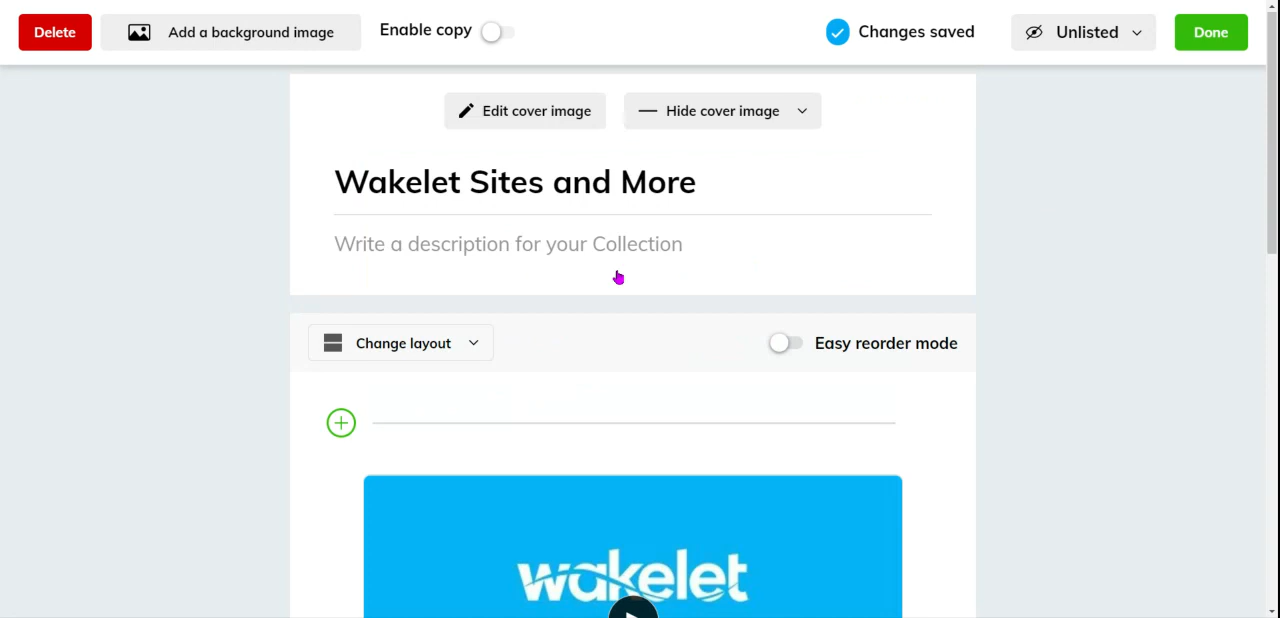 Delete
Add a background image
Enable copy
Changes saved
Unlisted
Done
Edit cover image
Hide cover image
Wakelet Sites and More
Write a description for your Collection
Change layout
Easy reorder mode
wakelet